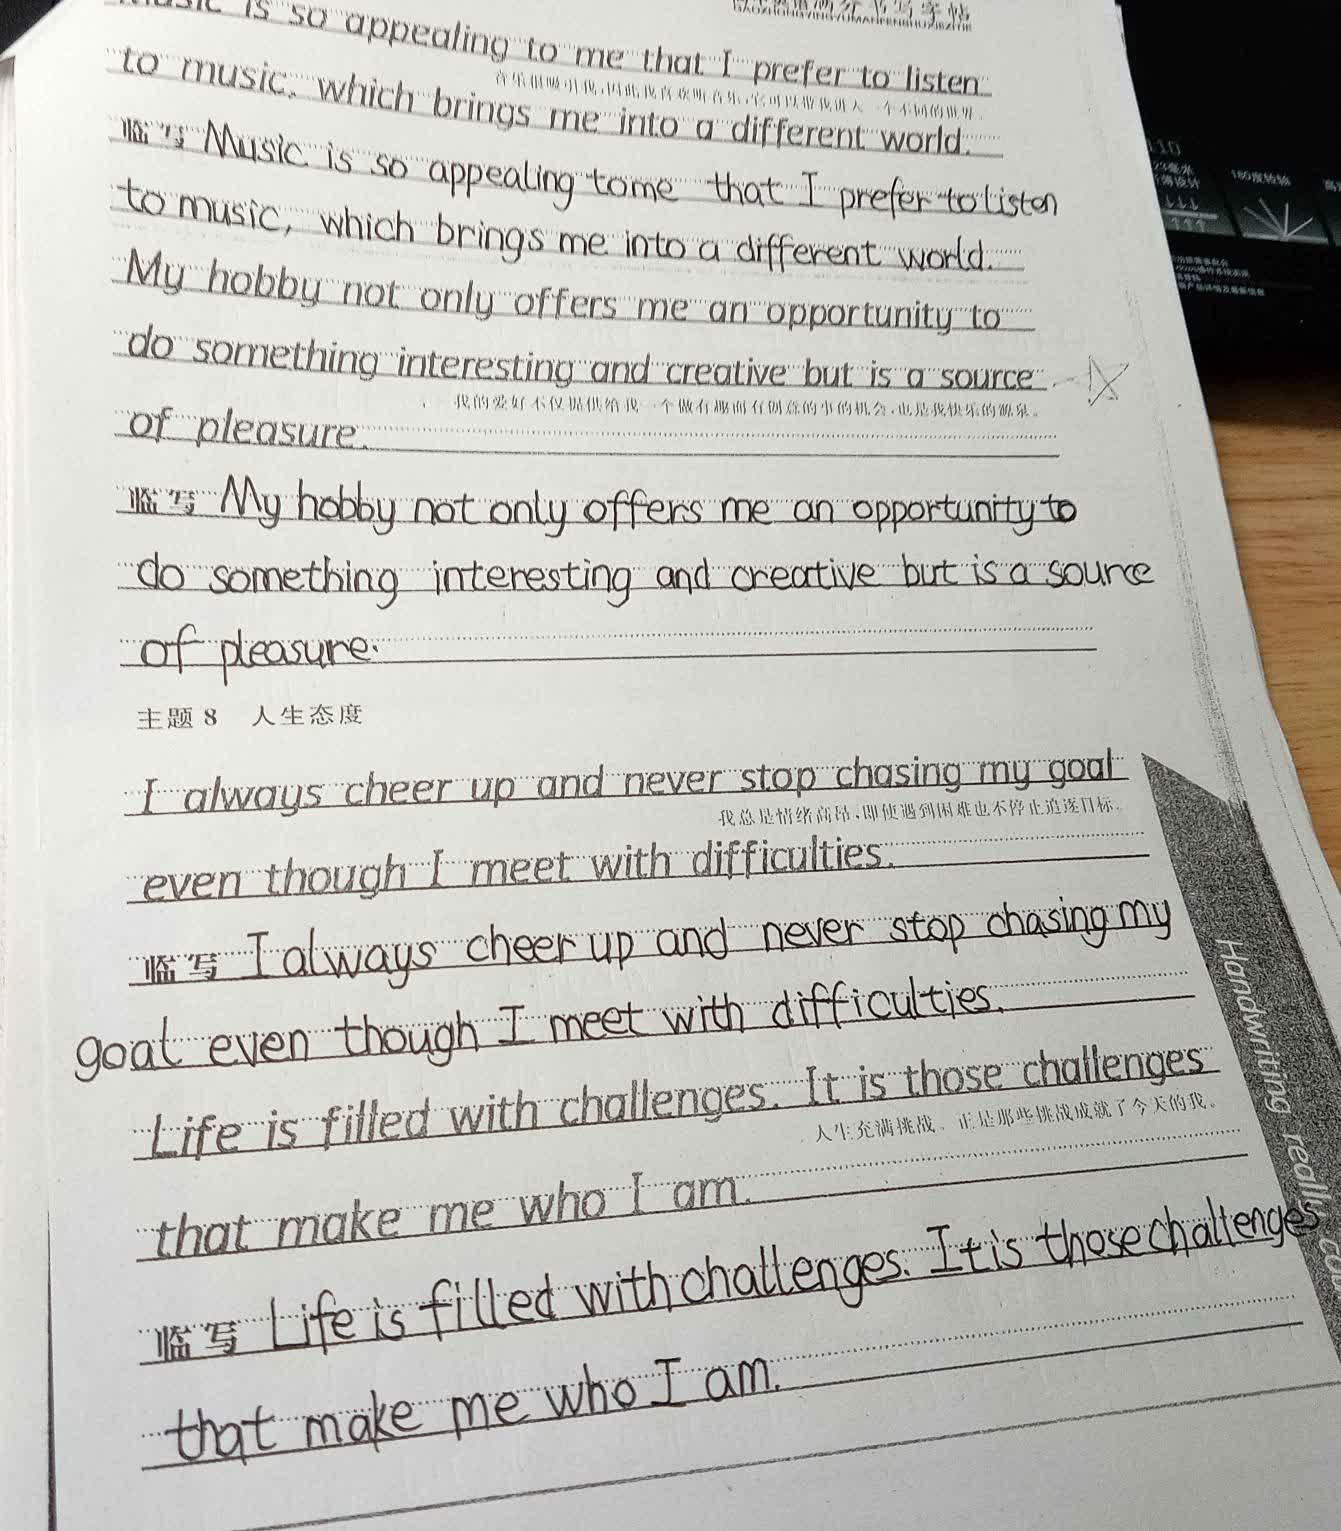 is so appealing to me that I prefer to listen
音乐很吸引我,因此我喜欢听音乐,它可以带我进入一个不同的世界。
to music, which brings me into a different world.
临写 Music is so appealing to me that I prefer to listen
to music, which brings me into a different world.
My hobby not only offers me an opportunity to
do something interesting and creative but is a source
我的爱好不仅提供给我一个做有趣而有创意的事的机会,也是我快乐的源泉。
of pleasure.
临写 My hobby not only offers me an opportunity to
do something interesting and creative but is a source
of pleasure.
主题 8 人生态度
I always cheer up and never stop chasing my goal
我总是情绪高昂,即使遇到困难也不停止追逐目标。
even though I meet with difficulties.
临写 I always cheer up and never stop chasing my
goal even though I meet with difficulties.
Life is filled with challenges. It is those challenges
人生充满挑战。正是那些挑战成就了今天的我。
that make me who I am.
临写 Life is filled with challenges. It is those challenges
that make me who I am.
Handwriting really
180度